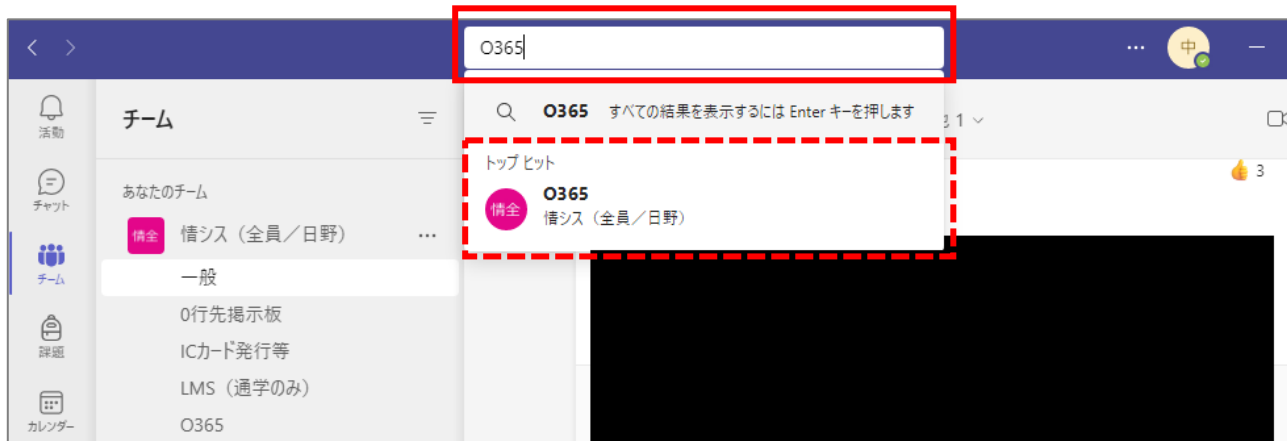 O365
中
O365 すべての結果を表示するには Enter キーを押します
トップ ヒット
O365
情全
情シス（全員／日野）
1
3
活動
チャット
チーム
課題
カレンダー
チーム
あなたのチーム
情全 情シス（全員／日野） ...
一般
0行先掲示板
ICカード発行等
LMS（通学のみ）
O365